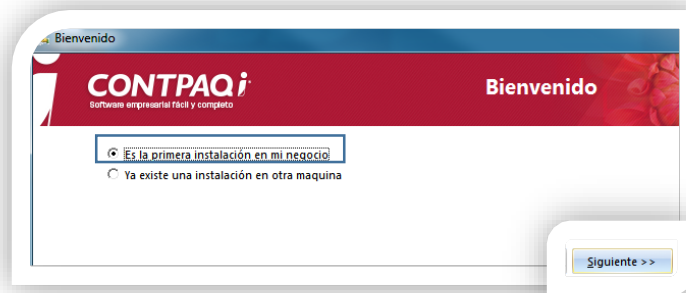 Bienvenido
CONTPAQ i
Software empresarial fácil y completo
Bienvenido
Es la primera instalación en mi negocio
Ya existe una instalación en otra maquina
Siguiente >>